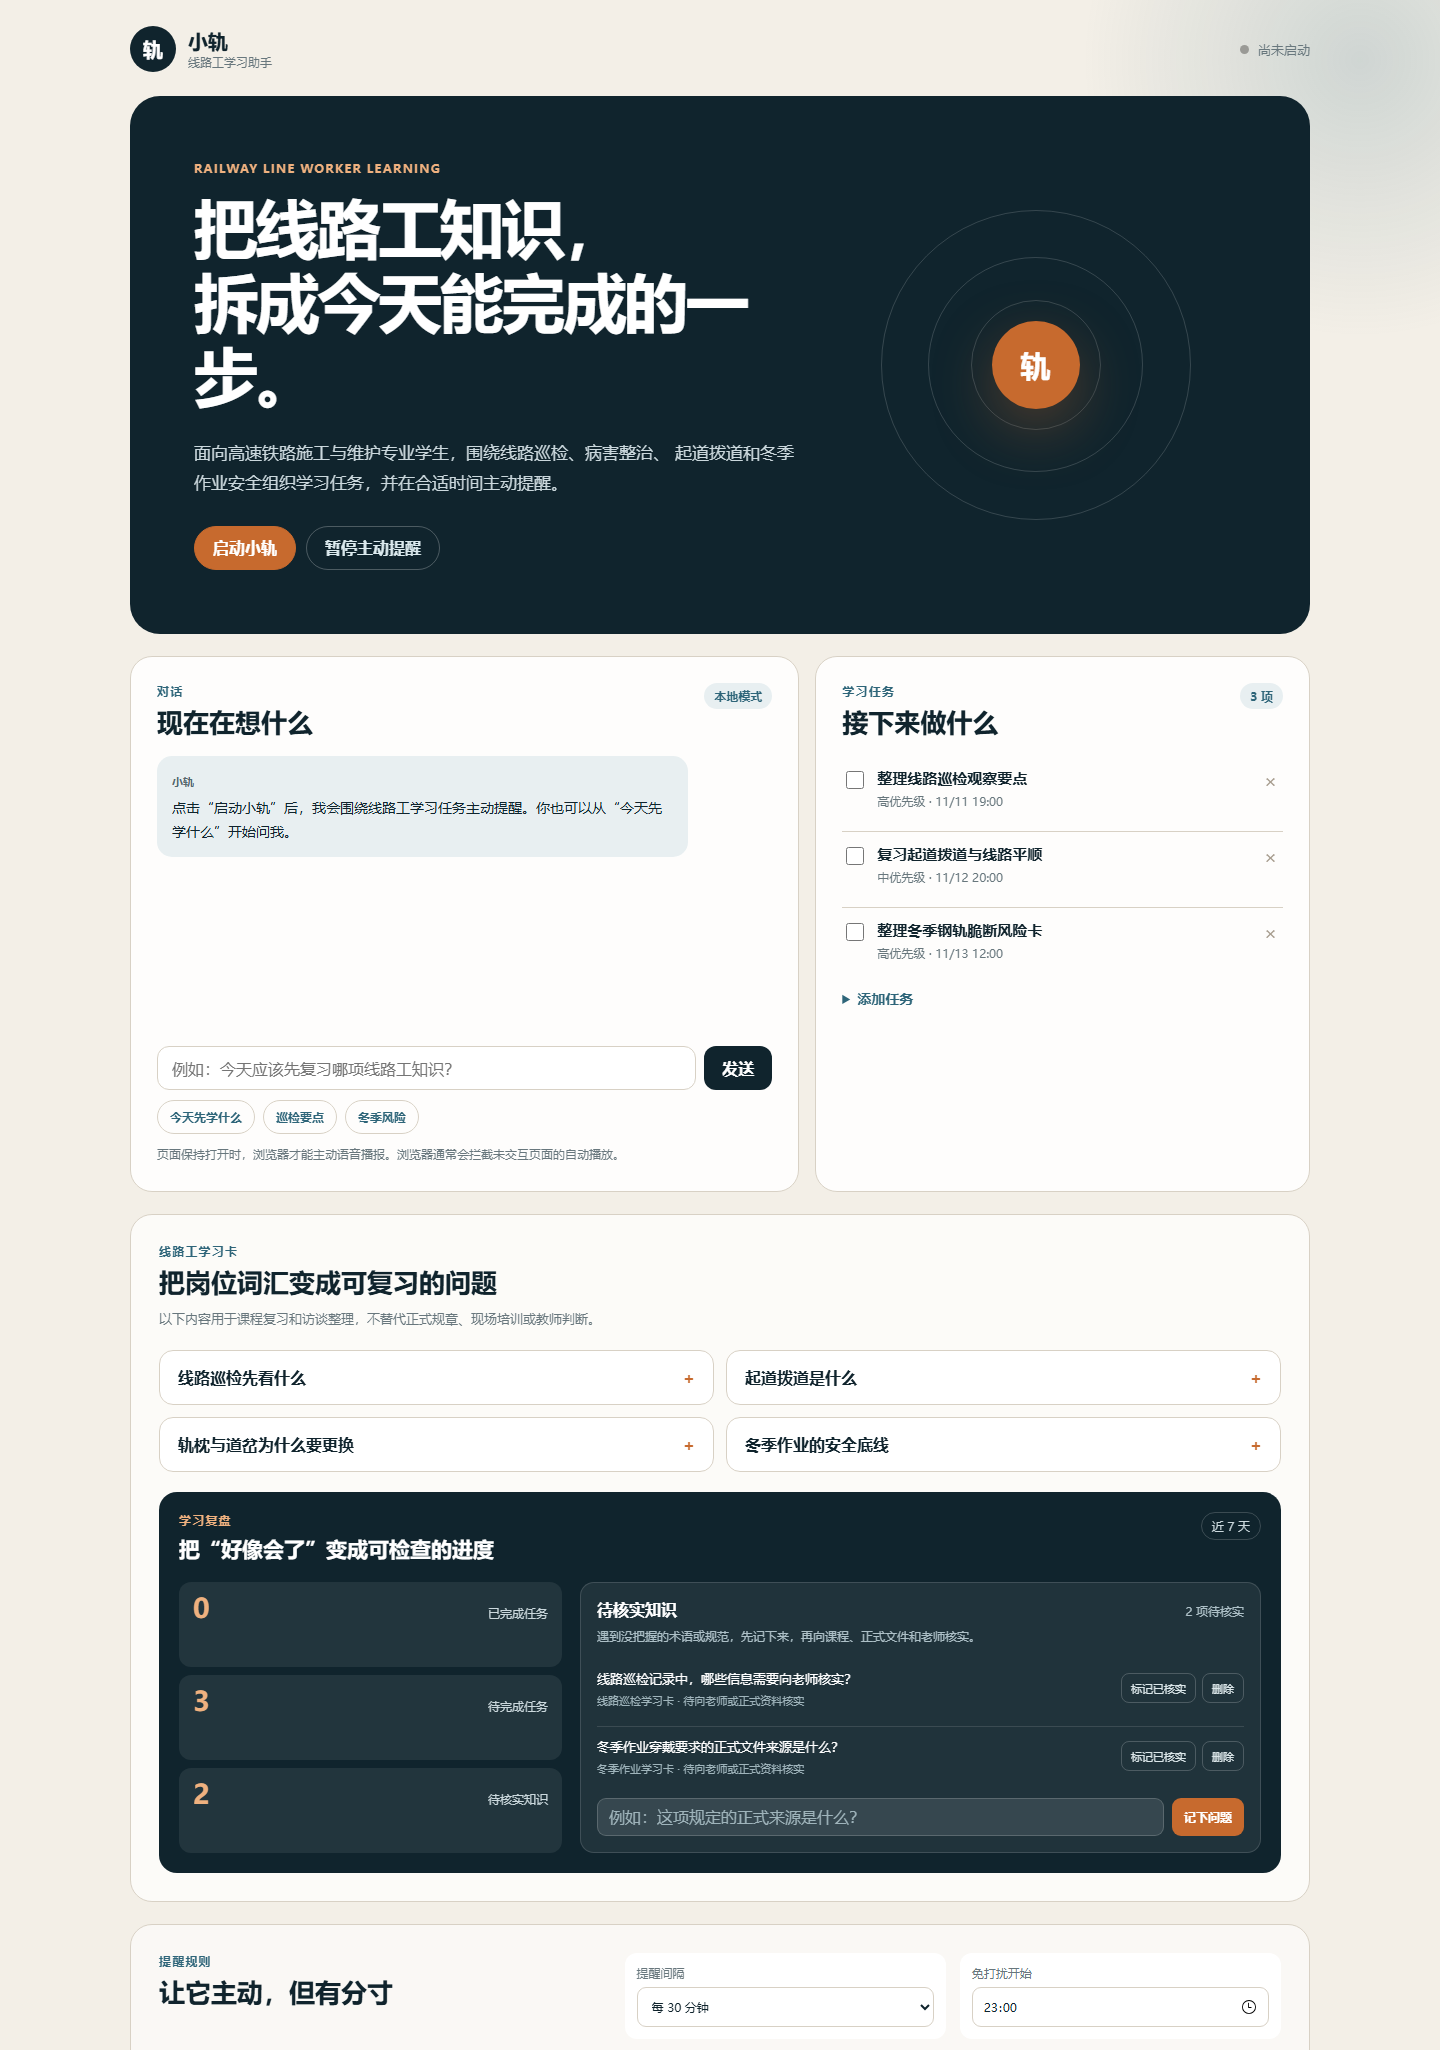 轨
小轨
线路工学习助手
尚未启动
RAILWAY LINE WORKER LEARNING
把线路工知识，
拆成今天能完成的一
步。
面向高速铁路施工与维护专业学生，围绕线路巡检、病害整治、 起道拨道和冬季
作业安全组织学习任务，并在合适时间主动提醒。
启动小轨
暂停主动提醒
轨
对话
现在在想什么
本地模式
小轨
点击“启动小轨”后，我会围绕线路工学习任务主动提醒。你也可以从“今天先
学什么”开始问我。
例如：今天应该先复习哪项线路工知识？
发送
今天先学什么
巡检要点
冬季风险
页面保持打开时，浏览器才能主动语音播报。浏览器通常会拦截未交互页面的自动播放。
学习任务
接下来做什么
3 项
整理线路巡检观察要点
高优先级 · 11/11 19:00
×
复习起道拨道与线路平顺
中优先级 · 11/12 20:00
×
整理冬季钢轨脆断风险卡
高优先级 · 11/13 12:00
×
添加任务
线路工学习卡
把岗位词汇变成可复习的问题
以下内容用于课程复习和访谈整理，不替代正式规章、现场培训或教师判断。
线路巡检先看什么
+
起道拨道是什么
+
轨枕与道岔为什么要更换
+
冬季作业的安全底线
+
学习复盘
把“好像会了”变成可检查的进度
近 7 天
0
已完成任务
3
待完成任务
2
待核实知识
待核实知识
2 项待核实
遇到没把握的术语或规范，先记下来，再向课程、正式文件和老师核实。
线路巡检记录中，哪些信息需要向老师核实？
线路巡检学习卡 · 待向老师或正式资料核实
标记已核实
删除
冬季作业穿戴要求的正式文件来源是什么？
冬季作业学习卡 · 待向老师或正式资料核实
标记已核实
删除
例如：这项规定的正式来源是什么？
记下问题
提醒规则
让它主动，但有分寸
提醒间隔
每 30 分钟
免打扰开始
23:00